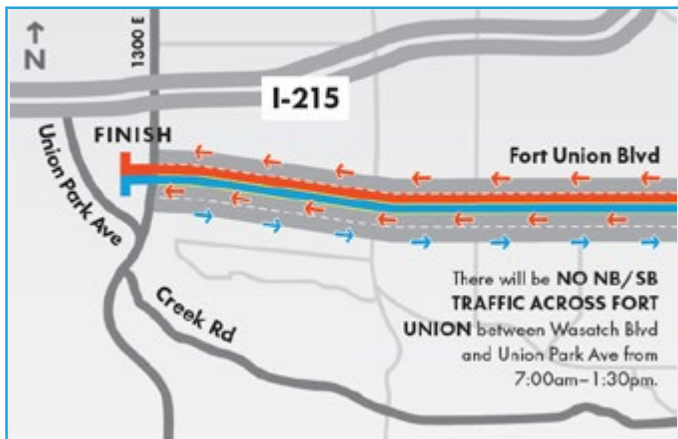 N
1300 E
I-215
FINISH
Union Park Ave
Fort Union Blvd
Creek Rd
There will be NO NB/SB
TRAFFIC ACROSS FORT
UNION between Wasatch Blvd
and Union Park Ave from
7:00am–1:30pm.